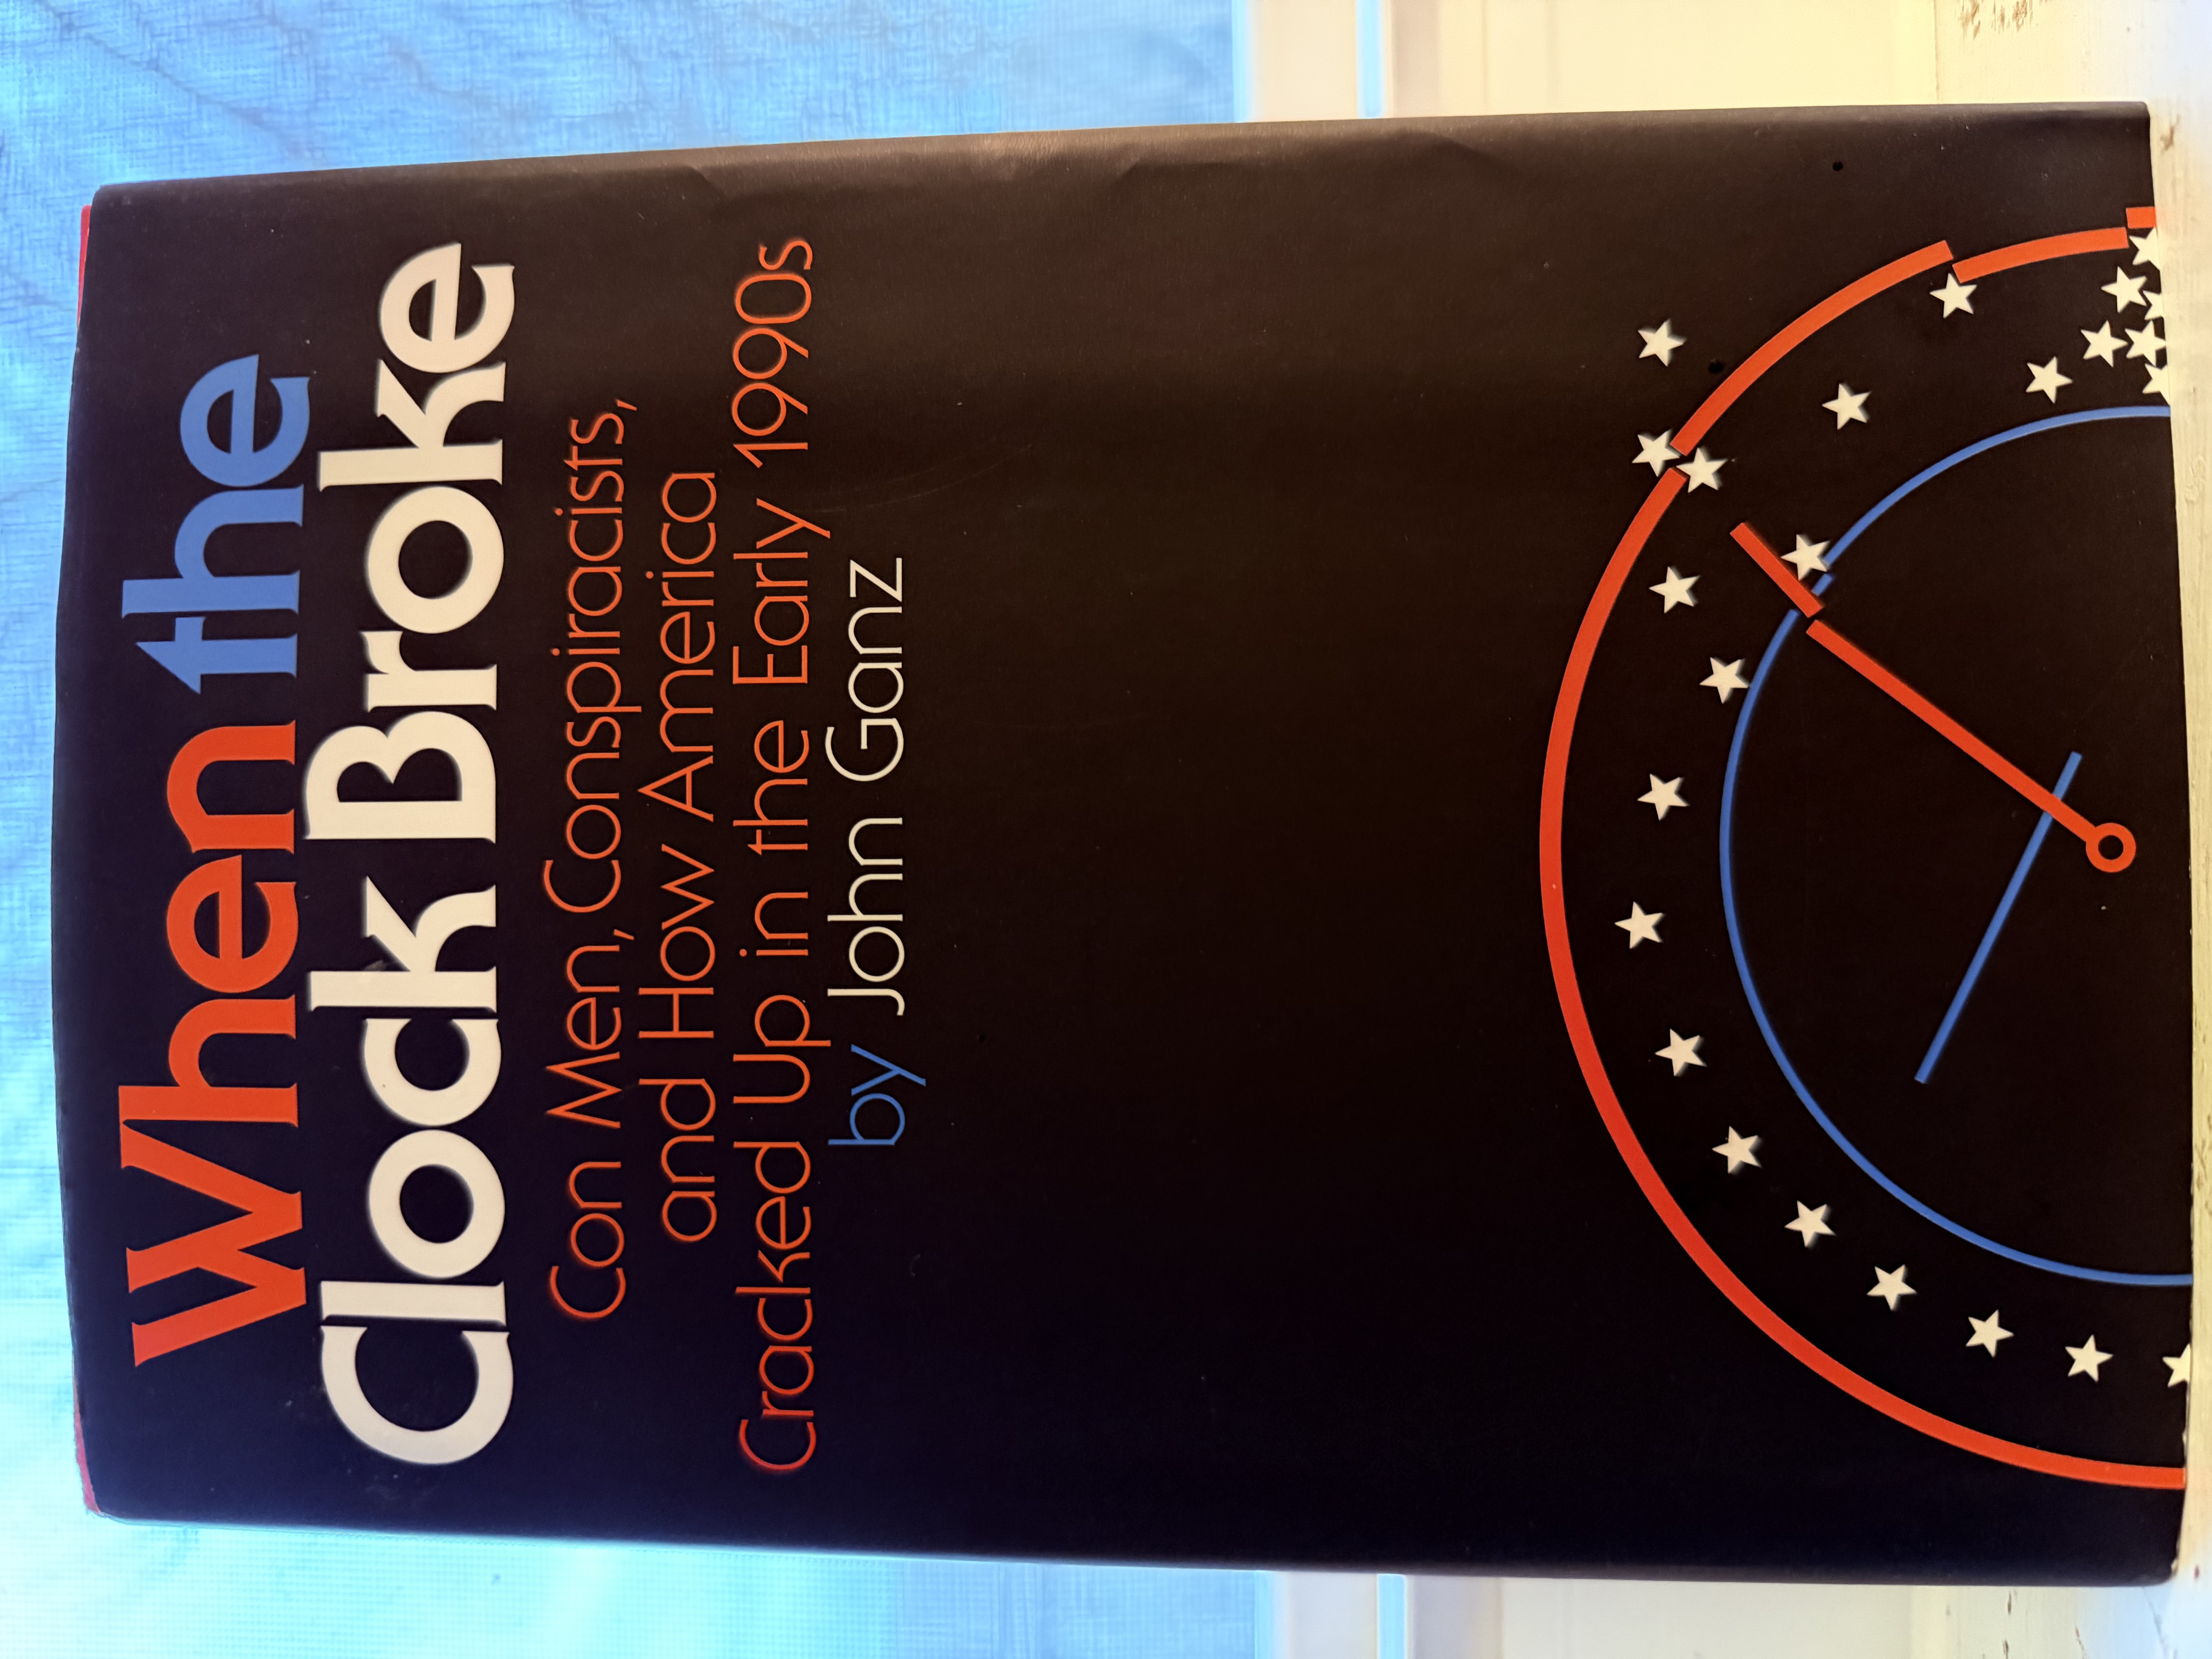 When the
Clock Broke
Con Men, Conspiracists,
and How America
Cracked Up in the Early 1990s
by John Ganz